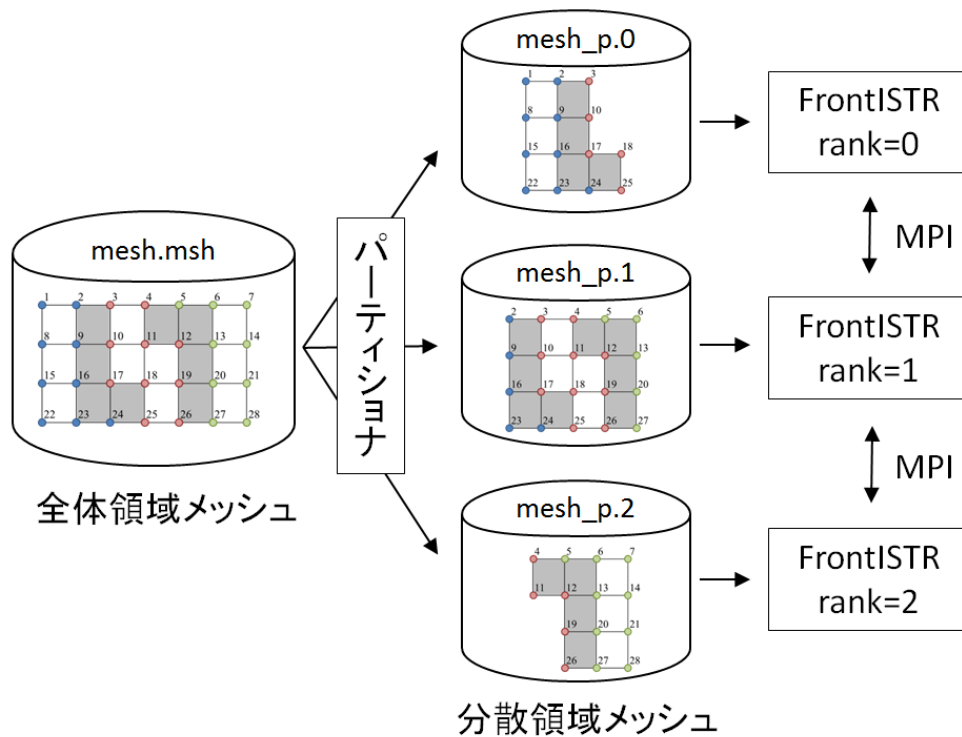 mesh.msh
1 2 3 4 5 6 7
8 9 10 11 12 13 14
15 16 17 18 19 20 21
22 23 24 25 26 27 28
全体領域メッシュ
パーティショナ
mesh_p.0
1 2 3
8 9 10
15 16 17 18
22 23 24 25
mesh_p.1
2 3 4 5 6
9 10 11 12 13
16 17 18 19 20
23 24 25 26 27
mesh_p.2
4 5 6 7
11 12 13 14
19 20 21
26 27 28
分散領域メッシュ
FrontISTR
rank=0
MPI
FrontISTR
rank=1
MPI
FrontISTR
rank=2